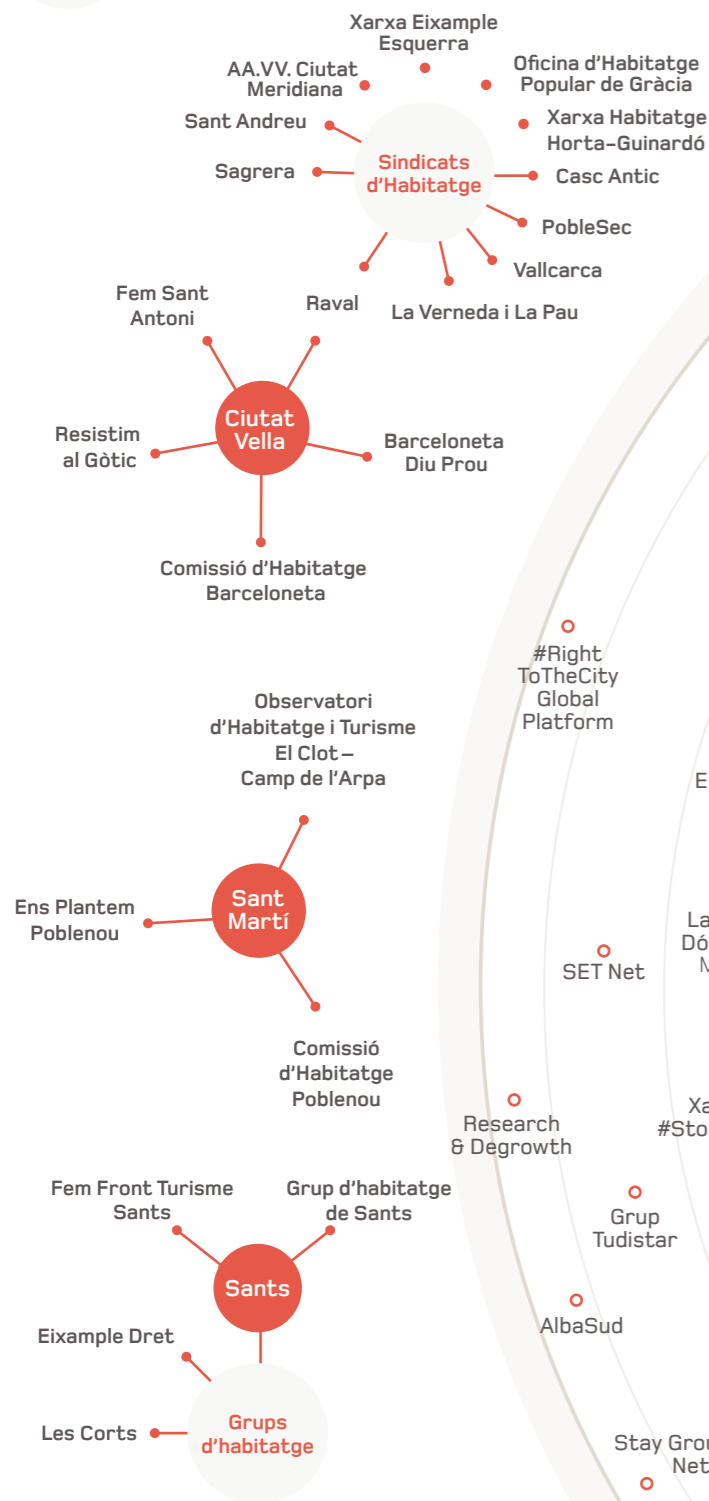 Xarxa Eixample
Esquerra
AA.VV. Ciutat
Meridiana
Oficina d'Habitatge
Popular de Gràcia
Sant Andreu
Xarxa Habitatge
Horta-Guinardó
Sagrera
Sindicats
d'Habitatge
Casc Antic
PobleSec
Vallcarca
La Verneda i La Pau
Raval
Fem Sant
Antoni
Ciutat
Vella
Resistim
al Gòtic
Barceloneta
Diu Prou
Comissió d'Habitatge
Barceloneta
#Right
ToTheCity
Global
Platform
Observatori
d'Habitatge i Turisme
El Clot–
Camp de l'Arpa
Sant
Martí
Ens Plantem
Poblenou
Comissió
d'Habitatge
Poblenou
SET Net
Research
& Degrowth
Grup
Tudistar
AlbaSud
Fem Front Turisme
Sants
Grup d'habitatge
de Sants
Sants
Eixample Dret
Les Corts
Grups
d'habitatge
Stay
Net